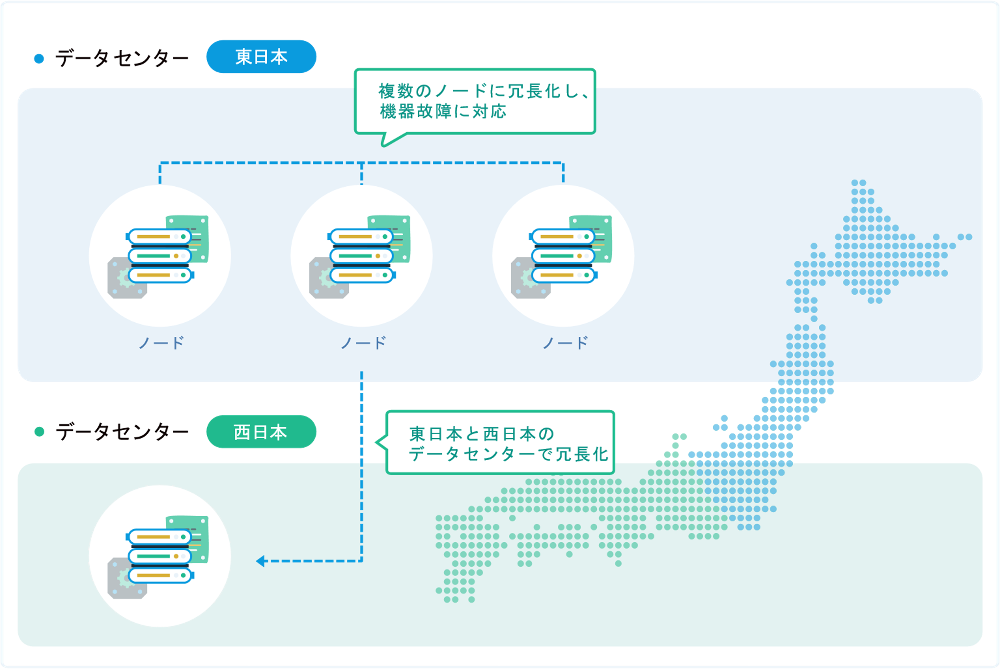 データセンター 東日本
複数のノードに冗長化し、
機器故障に対応
ノード ノード ノード
データセンター 西日本
東日本と西日本の
データセンターで冗長化